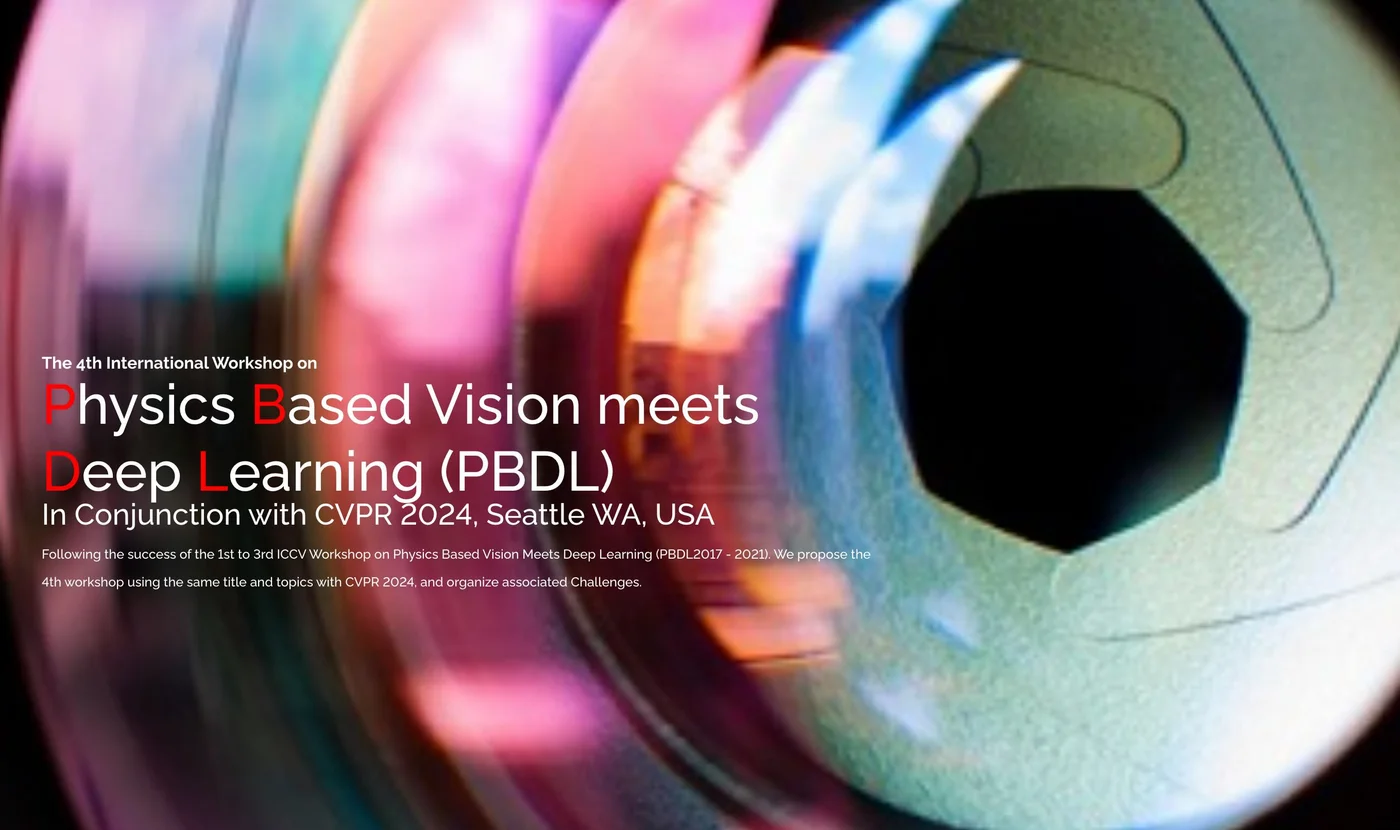 The 4th International Workshop on
Physics Based Vision meets
Deep Learning (PBDL)
In Conjunction with CVPR 2024, Seattle WA, USA
Following the success of the 1st to 3rd ICCV Workshop on Physics Based Vision Meets Deep Learning (PBDL2017 - 2021). We propose the
4th workshop using the same title and topics with CVPR 2024, and organize associated Challenges.